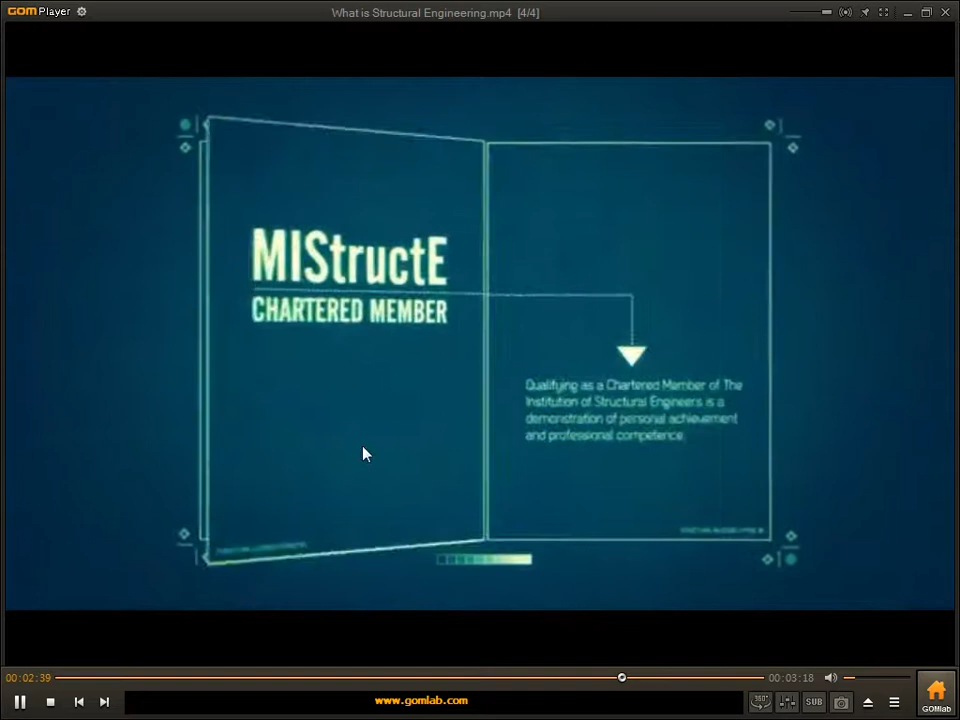 GOM Player
What is Structural Engineering.mp4 [4/4]
MIStructE
CHARTERED MEMBER
Qualifying as a Chartered Member of The
Institution of Structural Engineers is a
demonstration of personal achievement
and professional competence.
00:02:39
00:03:18
www.gomlab.com
360°
SUB
GOMlab